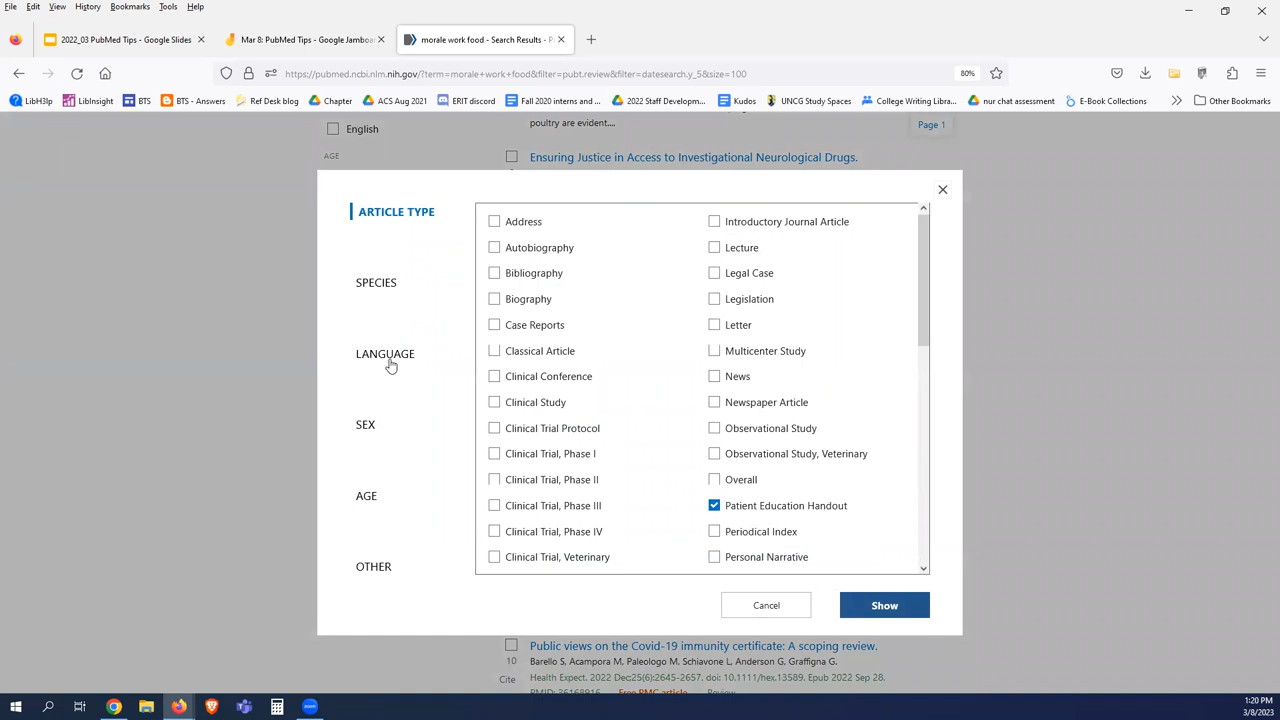 File Edit View History Bookmarks Tools Help
2022_03 PubMed Tips - Google Slides
Mar 8: PubMed Tips - Google Jamboa
morale work food - Search Results - P
https://pubmed.ncbi.nlm.nih.gov/?term=morale+work+food&filter=pubt.review&filter=datesearch.y_5&size=100
80%
LibH3lp LibInsight BTS BTS - Answers Ref Desk blog Chapter ACS Aug 2021 ERIT discord Fall 2020 interns and ... 2022 Staff Developm... Kudos UNCG Study Spaces College Writing Libra... nur chat assessment E-Book Collections Other Bookmarks
English
poultry are evident....
Page 1
AGE
Ensuring Justice in Access to Investigational Neurological Drugs.
ARTICLE TYPE
SPECIES
LANGUAGE
SEX
AGE
OTHER
Address
Autobiography
Bibliography
Biography
Case Reports
Classical Article
Clinical Conference
Clinical Study
Clinical Trial Protocol
Clinical Trial, Phase I
Clinical Trial, Phase II
Clinical Trial, Phase III
Clinical Trial, Phase IV
Clinical Trial, Veterinary
Introductory Journal Article
Lecture
Legal Case
Legislation
Letter
Multicenter Study
News
Newspaper Article
Observational Study
Observational Study, Veterinary
Overall
Patient Education Handout
Periodical Index
Personal Narrative
Cancel
Show
Public views on the Covid-19 immunity certificate: A scoping review.
10
Barello S, Acampora M, Paleologo M, Schiavone L, Anderson G, Graffigna G.
Cite
Health Expect. 2022 Dec;25(6):2645-2657. doi: 10.1111/hex.13589. Epub 2022 Sep 28.
PMID: 36168916 Free PMC article. Review.
1:20 PM
3/8/2023